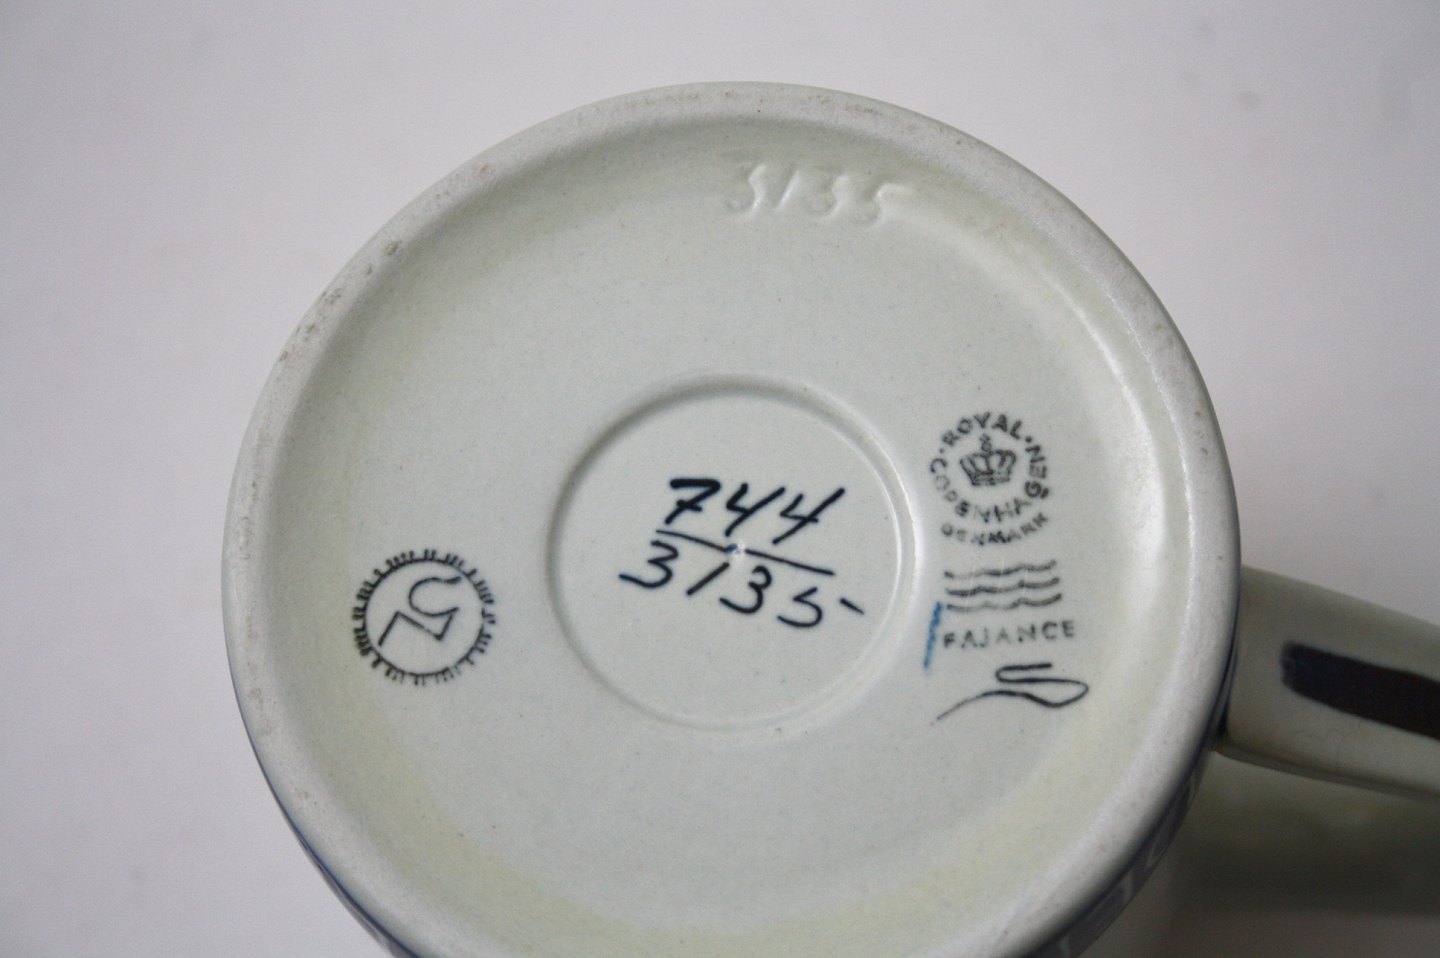 3135
ROYAL COPENHAGEN
DENMARK
744
3135
FAJANCE